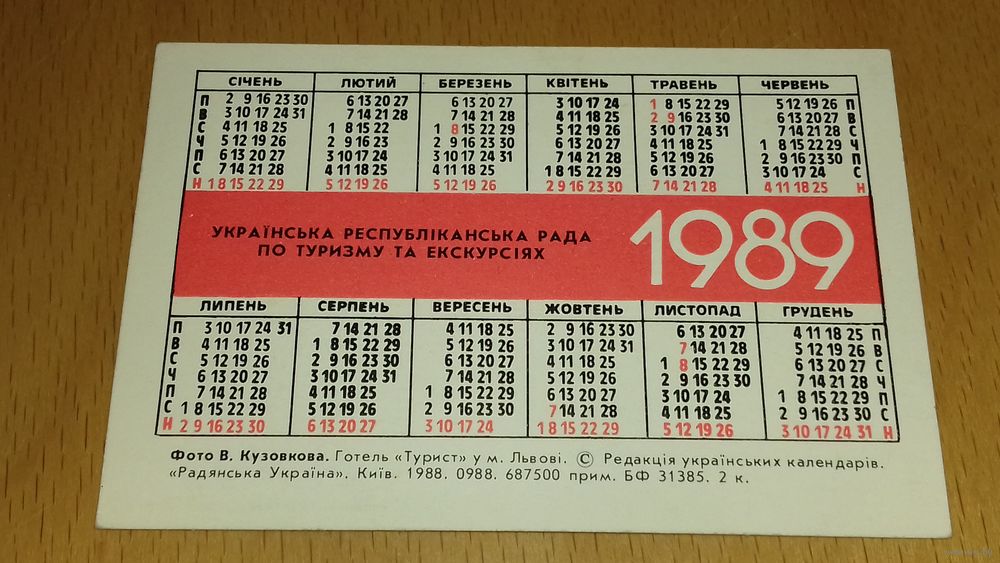 СІЧЕНЬ ЛЮТИЙ БЕРЕЗЕНЬ КВІТЕНЬ ТРАВЕНЬ ЧЕРВЕНЬ
П 2 9 16 23 30 6 13 20 27 6 13 20 27 3 10 17 24 1 8 15 22 29 5 12 19 26 П
В 3 10 17 24 31 7 14 21 28 7 14 21 28 4 11 18 25 2 9 16 23 30 6 13 20 27 В
С 4 11 18 25 1 8 15 22 1 8 15 22 29 5 12 19 26 3 10 17 24 31 7 14 21 28 С
Ч 5 12 19 26 2 9 16 23 2 9 16 23 30 6 13 20 27 4 11 18 25 1 8 15 22 29 Ч
П 6 13 20 27 3 10 17 24 3 10 17 24 31 7 14 21 28 5 12 19 26 2 9 16 23 30 П
С 7 14 21 28 4 11 18 25 4 11 18 25 1 8 15 22 29 6 13 20 27 3 10 17 24 С
Н 1 8 15 22 29 5 12 19 26 5 12 19 26 2 9 16 23 30 7 14 21 28 4 11 18 25 Н
УКРАЇНСЬКА РЕСПУБЛІКАНСЬКА РАДА
ПО ТУРИЗМУ ТА ЕКСКУРСІЯХ
1989
ЛИПЕНЬ СЕРПЕНЬ ВЕРЕСЕНЬ ЖОВТЕНЬ ЛИСТОПАД ГРУДЕНЬ
П 3 10 17 24 31 7 14 21 28 4 11 18 25 2 9 16 23 30 6 13 20 27 4 11 18 25 П
В 4 11 18 25 1 8 15 22 29 5 12 19 26 3 10 17 24 31 7 14 21 28 5 12 19 26 В
С 5 12 19 26 2 9 16 23 30 6 13 20 27 4 11 18 25 1 8 15 22 29 6 13 20 27 С
Ч 6 13 20 27 3 10 17 24 31 7 14 21 28 5 12 19 26 2 9 16 23 30 7 14 21 28 Ч
П 7 14 21 28 4 11 18 25 1 8 15 22 29 6 13 20 27 3 10 17 24 1 8 15 22 29 П
С 1 8 15 22 29 5 12 19 26 2 9 16 23 30 7 14 21 28 4 11 18 25 2 9 16 23 30 С
Н 2 9 16 23 30 6 13 20 27 3 10 17 24 1 8 15 22 29 5 12 19 26 3 10 17 24 31 Н
Фото В. Кузовкова. Готель «Турист» у м. Львові. © Редакція українських календарів.
«Радянська Україна». Київ. 1988. 0988. 687500 прим. БФ 31385. 2 к.